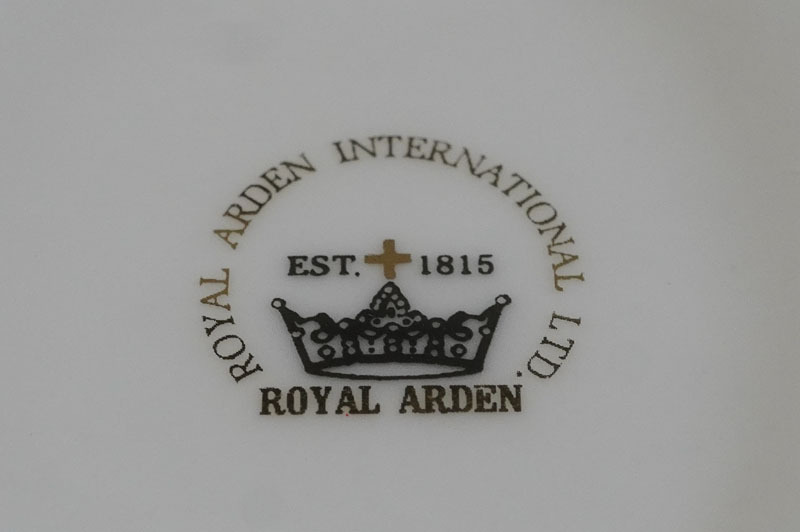 ROYAL ARDEN INTERNATIONAL LTD.
EST. 1815
ROYAL ARDEN